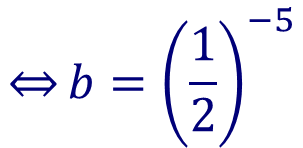 ⇔ b = (1/2)^{-5}